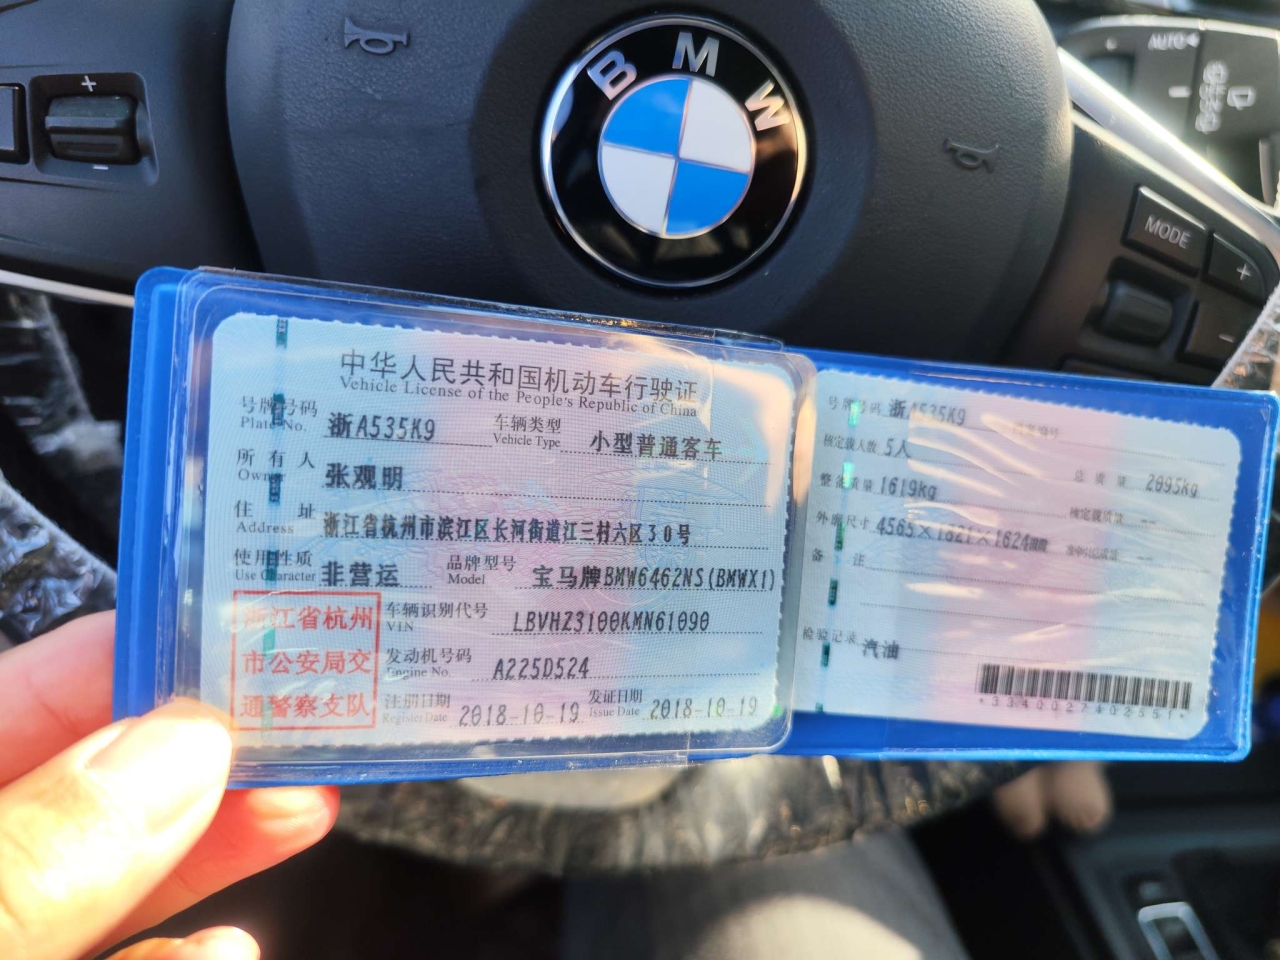 BMW
AUTO
MODE
中华人民共和国机动车行驶证
Vehicle License of the People's Republic of China
号牌号码 浙A535K9 车辆类型 小型普通客车
Plate No. Vehicle Type
所有人 张观明
Owner
住址 浙江省杭州市滨江区长河街道江三村六区30号
Address
使用性质 非营运 品牌型号 宝马牌BMW6462NS(BMWX1)
Use Character Model
浙江省杭州
市公安局交
通警察支队
车辆识别代号 LBVHZ3100KMN61090
VIN
发动机号码 A225D524
Engine No.
注册日期 2018-10-19 发证日期 2018-10-19
Register Date Issue Date
号牌号码 浙A535K9 档案编号
核定载人数 5人 总质量 2095kg
整备质量 1619kg 核定载质量 --
外廓尺寸 4565×1821×1624mm 准牵引总质量 --
备注
检验记录 汽油